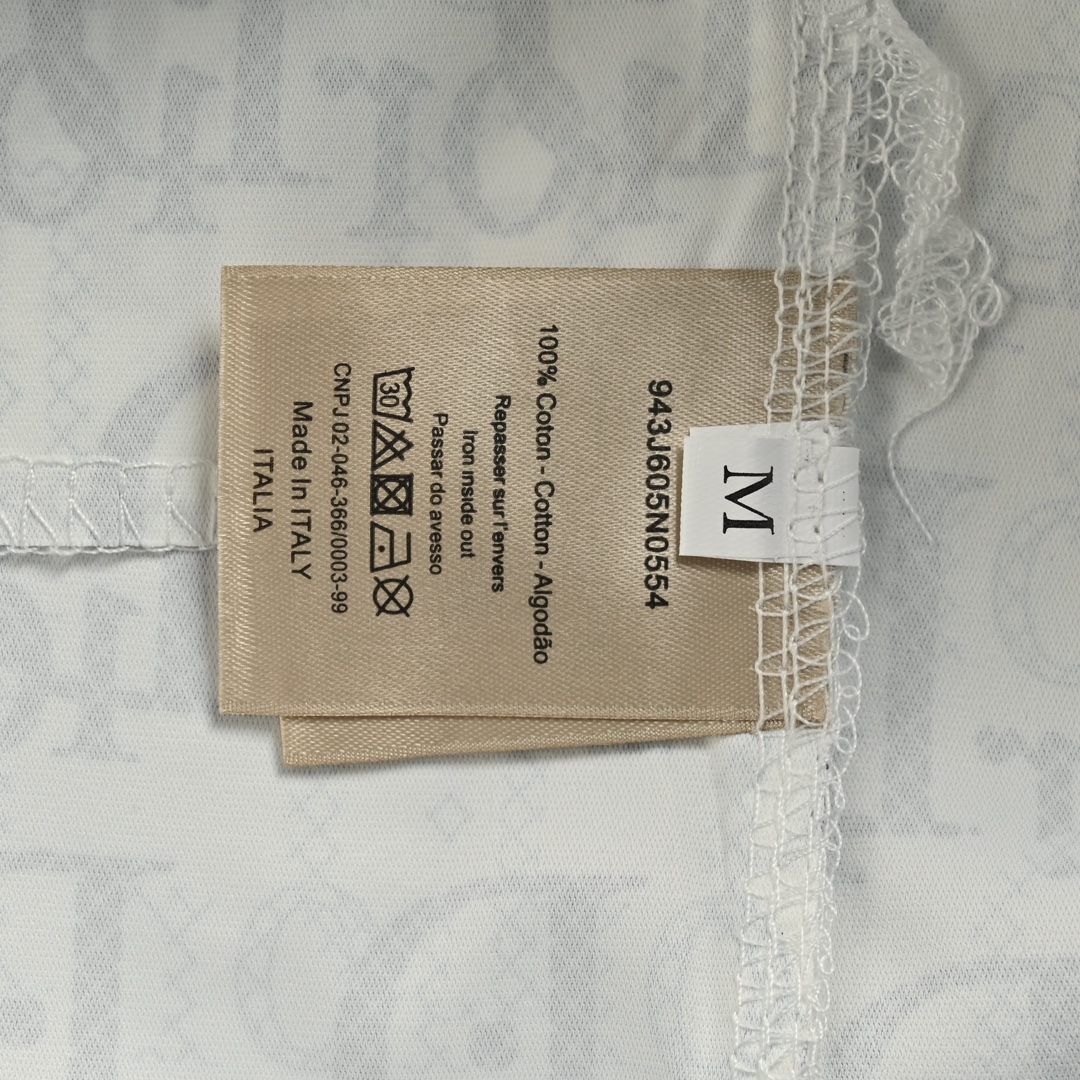 M
943J605N0554
100% Coton - Cotton - Algodão
Repasser sur l'envers
Iron inside out
Passar do avesso
30
CNPJ 02-046-366/0003-99
Made In ITALY
ITALIA